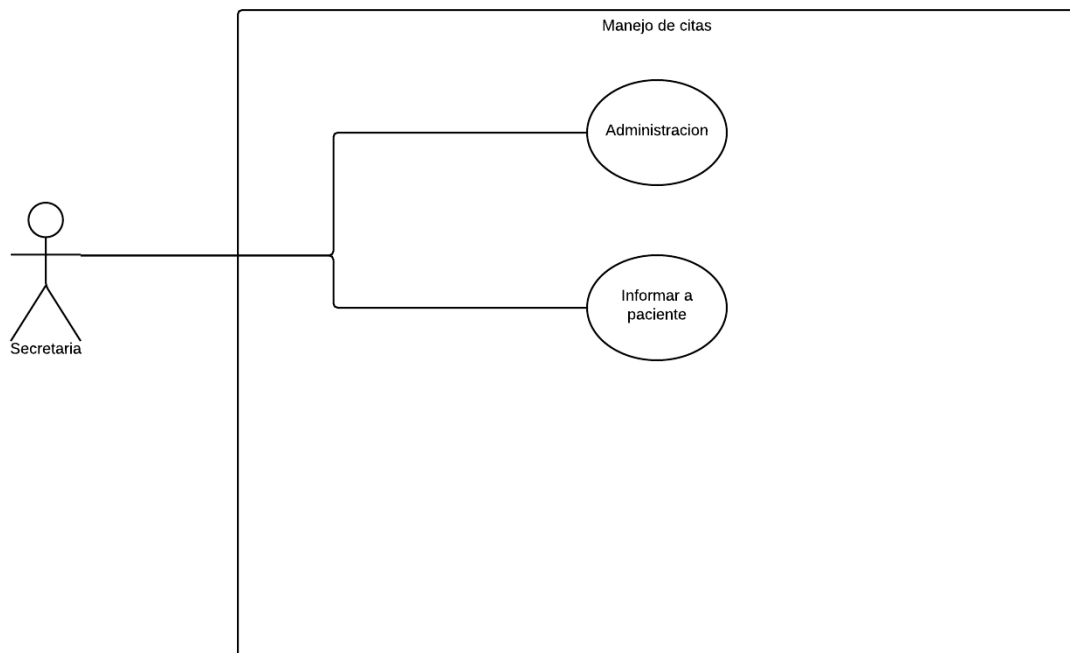 Manejo de citas
Administracion
Informar a
paciente
Secretaria